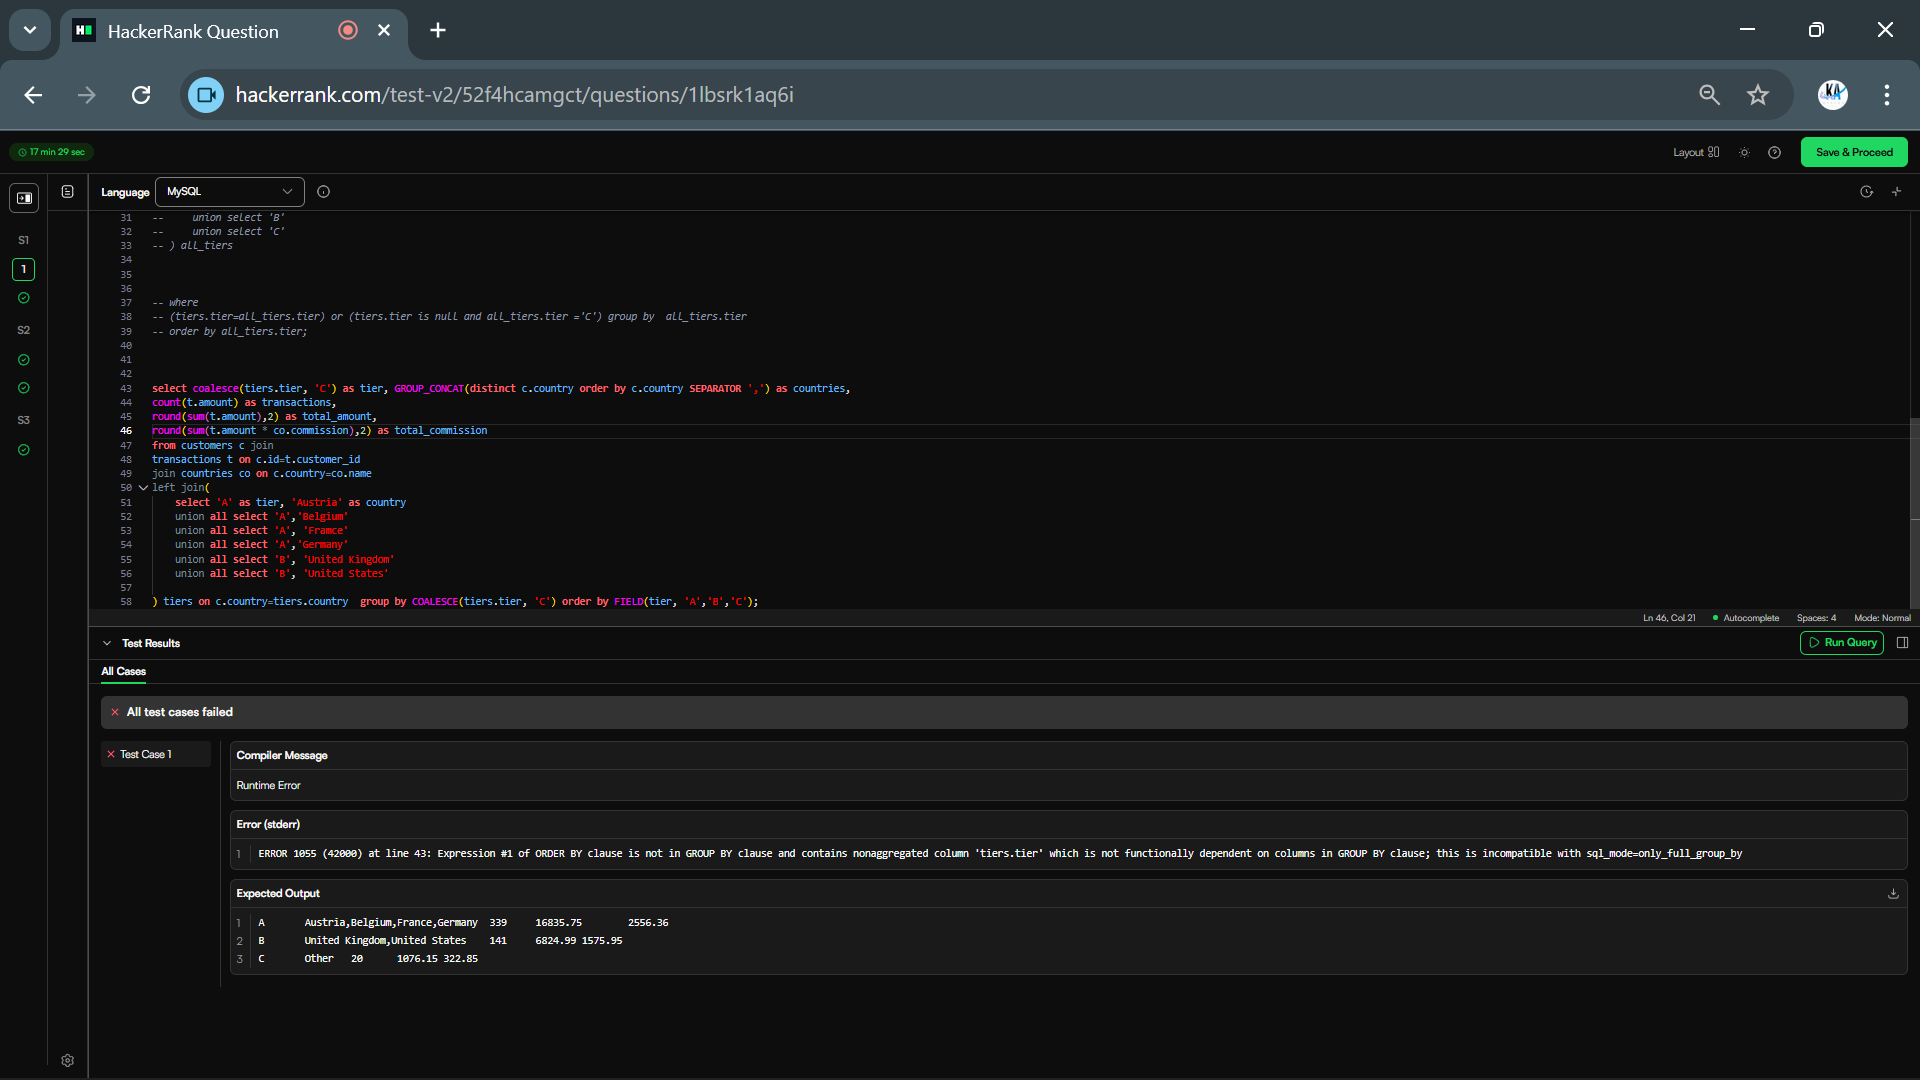 HackerRank Question
hackerrank.com/test-v2/52f4hcamgct/questions/1lbsrk1aq6i
17 min 29 sec
Layout
Save & Proceed
Language
MySQL
S1
1
S2
S3
31 --     union select 'B'
32 --     union select 'C'
33 -- ) all_tiers
34
35
36
37 -- where
38 -- (tiers.tier=all_tiers.tier) or (tiers.tier is null and all_tiers.tier ='C') group by  all_tiers.tier
39 -- order by all_tiers.tier;
40
41
42
43 select coalesce(tiers.tier, 'C') as tier, GROUP_CONCAT(distinct c.country order by c.country SEPARATOR ',') as countries,
44 count(t.amount) as transactions,
45 round(sum(t.amount),2) as total_amount,
46 round(sum(t.amount * co.commission),2) as total_commission
47 from customers c join
48 transactions t on c.id=t.customer_id
49 join countries co on c.country=co.name
50 left join(
51     select 'A' as tier, 'Austria' as country
52     union all select 'A','Belgium'
53     union all select 'A', 'France'
54     union all select 'A','Germany'
55     union all select 'B', 'United Kingdom'
56     union all select 'B', 'United States'
57
58 ) tiers on c.country=tiers.country  group by COALESCE(tiers.tier, 'C') order by FIELD(tier, 'A','B','C');
Ln 46, Col 21
Autocomplete
Spaces: 4
Mode: Normal
Test Results
Run Query
All Cases
All test cases failed
Test Case 1
Compiler Message
Runtime Error
Error (stderr)
1 ERROR 1055 (42000) at line 43: Expression #1 of ORDER BY clause is not in GROUP BY clause and contains nonaggregated column 'tiers.tier' which is not functionally dependent on columns in GROUP BY clause; this is incompatible with sql_mode=only_full_group_by
Expected Output
1 A Austria,Belgium,France,Germany 339 16835.75 2556.36
2 B United Kingdom,United States 141 6824.99 1575.95
3 C Other 20 1076.15 322.85